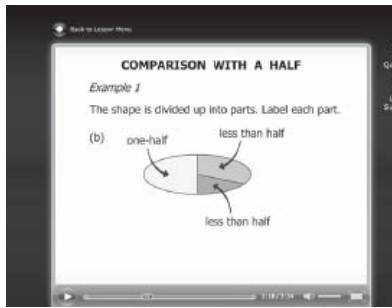 Back to Lesson Menu
COMPARISON WITH A HALF
Example 1
The shape is divided up into parts. Label each part.
(b)
one-half
less than half
less than half